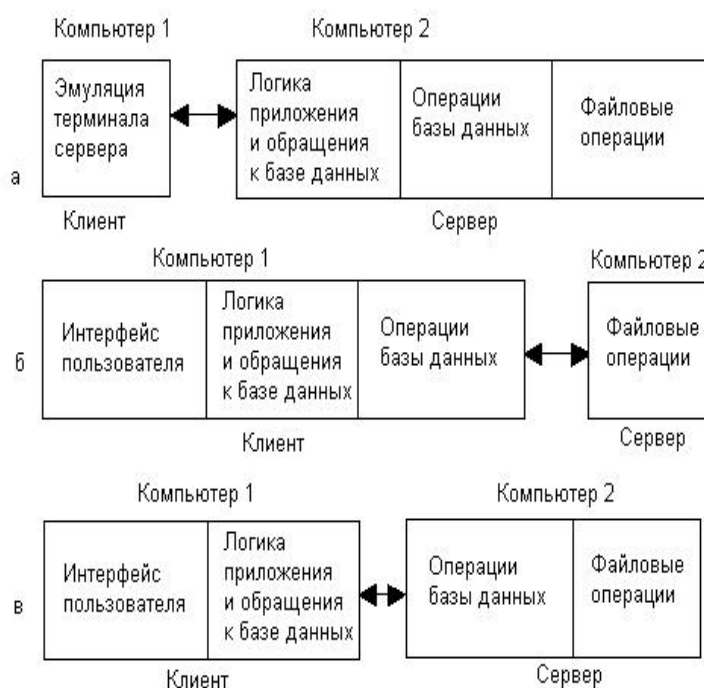 Компьютер 1
Компьютер 2
Эмуляция
терминала
сервера
Логика
приложения
и обращения
к базе данных
Операции
базы данных
Файловые
операции
а
Клиент
Сервер
Компьютер 1
Компьютер 2
Интерфейс
пользователя
Логика
приложения
и обращения
к базе данных
Операции
базы данных
Файловые
операции
б
Клиент
Сервер
Компьютер 1
Компьютер 2
Интерфейс
пользователя
Логика
приложения
и обращения
к базе данных
Операции
базы данных
Файловые
операции
в
Клиент
Сервер